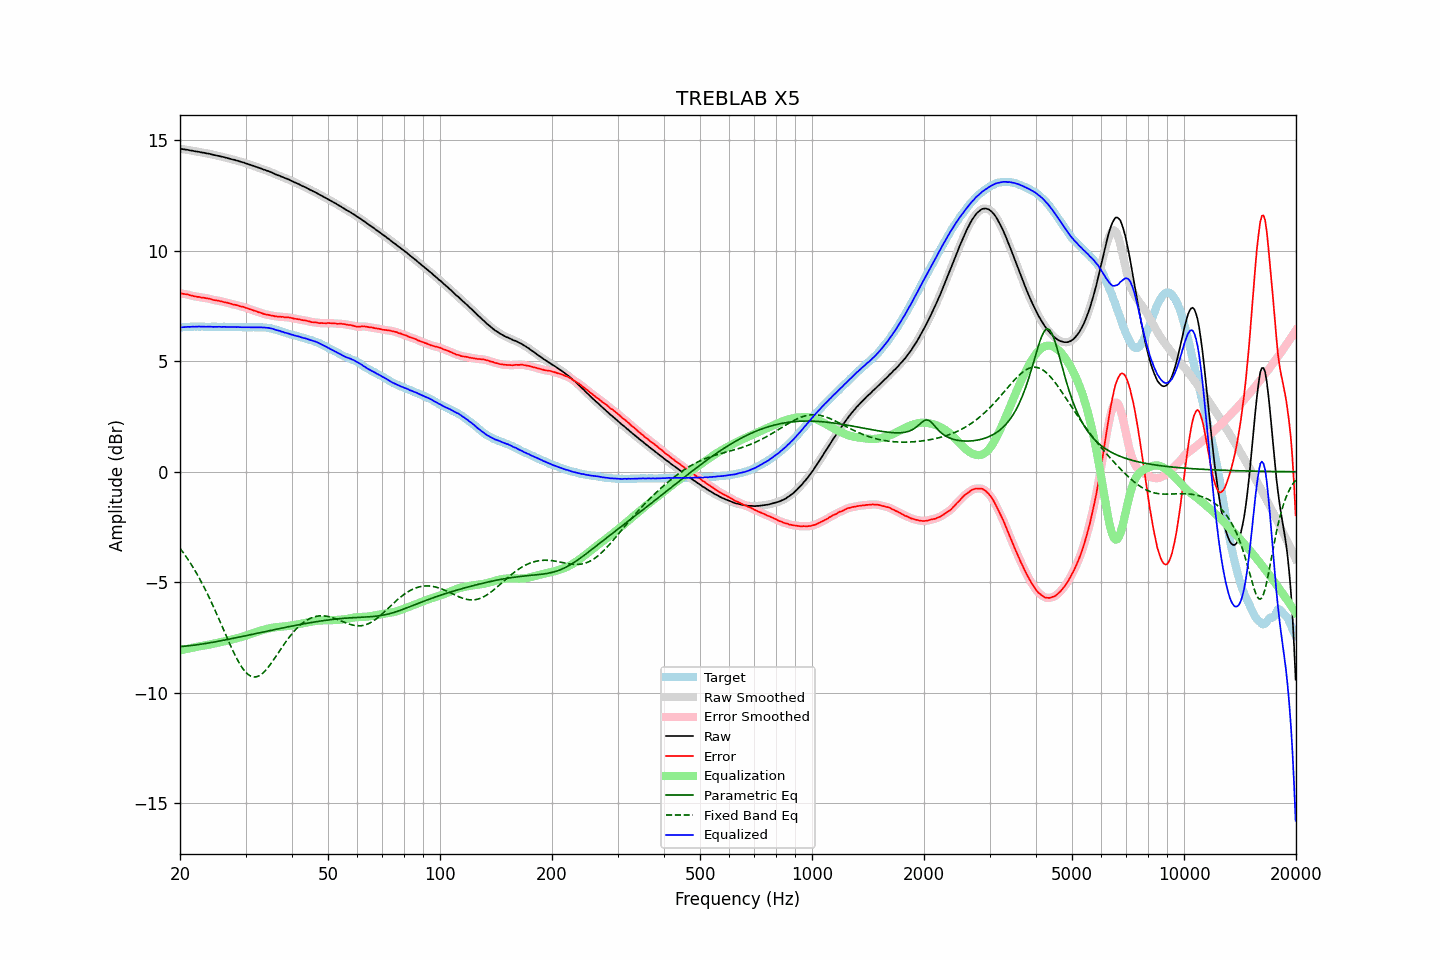 TREBLAB X5
15
10
5
0
−5
−10
−15
Amplitude (dBr)
20
50
100
200
500
1000
2000
5000
10000
20000
Frequency (Hz)
Target
Raw Smoothed
Error Smoothed
Raw
Error
Equalization
Parametric Eq
Fixed Band Eq
Equalized